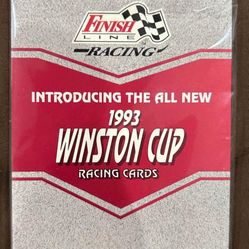 FINISH
LINE
RACING
INTRODUCING THE ALL NEW
1993
WINSTON CUP
RACING CARDS